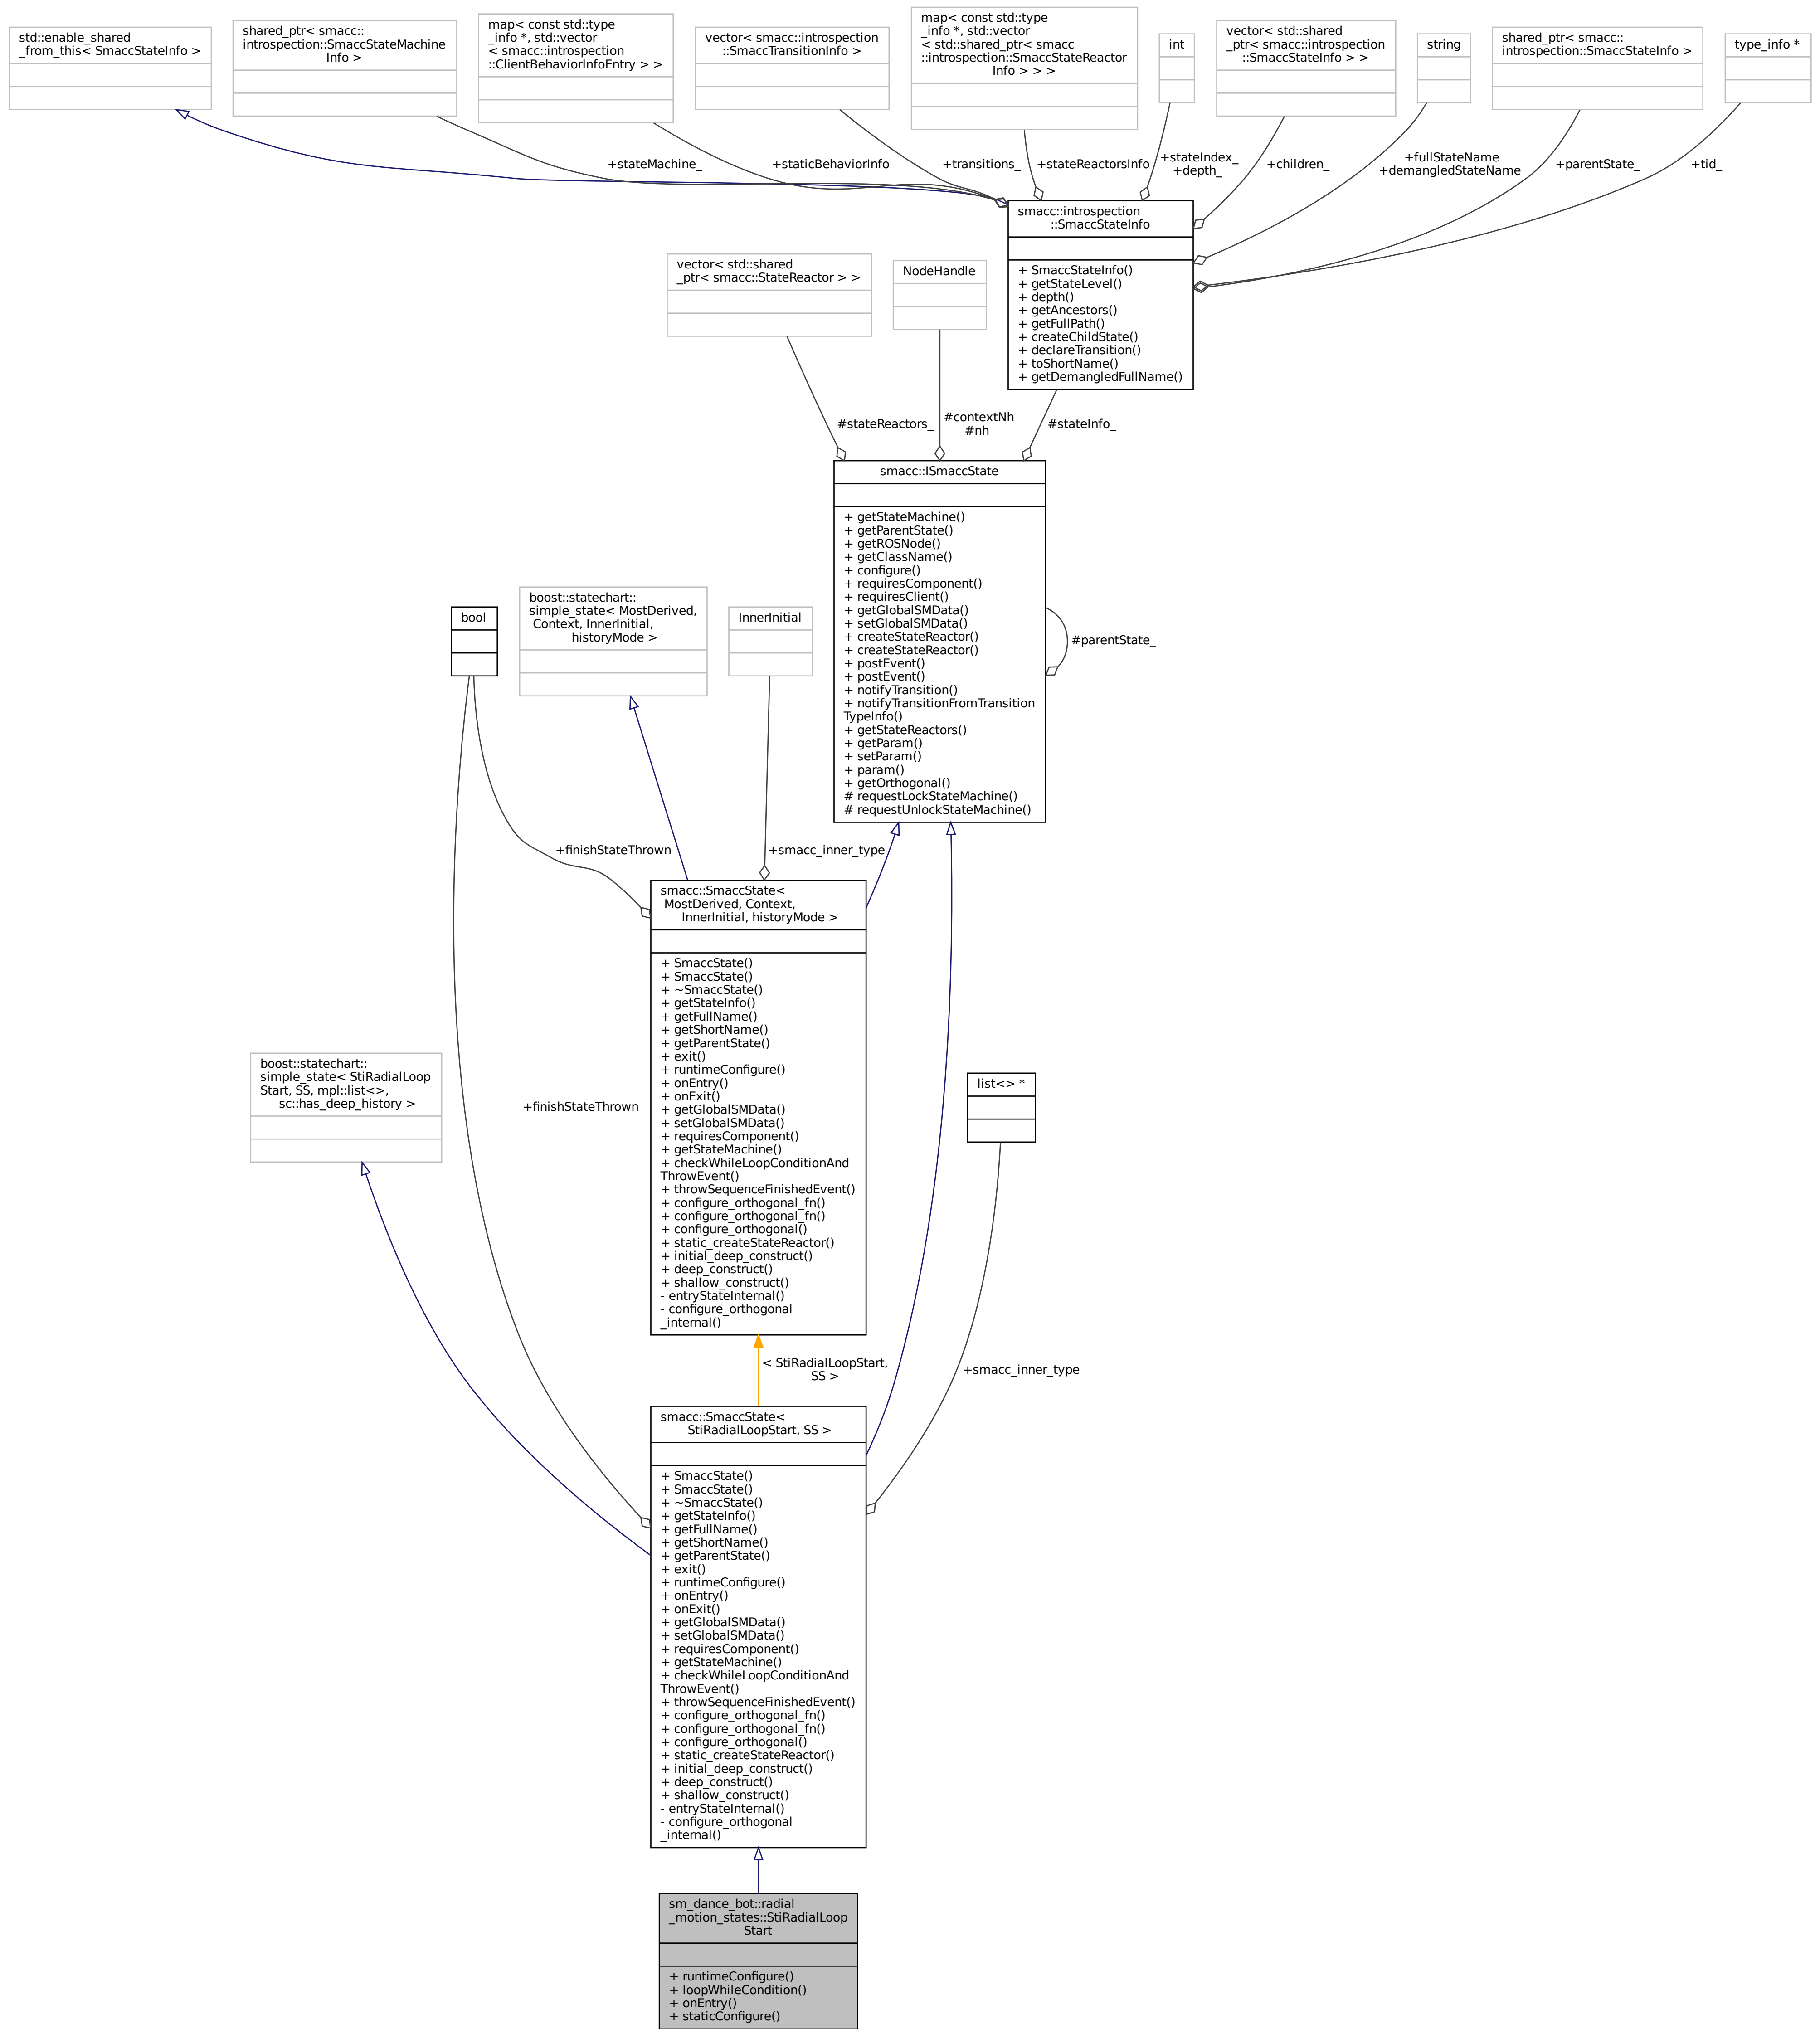 std::enable_shared
_from_this< SmaccStateInfo >
shared_ptr< smacc::
introspection::SmaccStateMachine
Info >
map< const std::type
_info *, std::vector
< smacc::introspection
::ClientBehaviorInfoEntry > >
vector< smacc::introspection
::SmaccTransitionInfo >
map< const std::type
_info *, std::vector
< std::shared_ptr< smacc
::introspection::SmaccStateReactor
Info > > >
int
vector< std::shared
_ptr< smacc::introspection
::SmaccStateInfo > >
string
shared_ptr< smacc::
introspection::SmaccStateInfo >
type_info *
+stateMachine_
+staticBehaviorInfo
+transitions_
+stateReactorsInfo
+stateIndex_
+depth_
+children_
+fullStateName
+demangledStateName
+parentState_
+tid_
smacc::introspection
::SmaccStateInfo
+ SmaccStateInfo()
+ getStateLevel()
+ depth()
+ getAncestors()
+ getFullPath()
+ createChildState()
+ declareTransition()
+ toShortName()
+ getDemangledFullName()
vector< std::shared
_ptr< smacc::StateReactor > >
NodeHandle
#stateReactors_
#contextNh
#nh
#stateInfo_
smacc::ISmaccState
+ getStateMachine()
+ getParentState()
+ getROSNode()
+ getClassName()
+ configure()
+ requiresComponent()
+ requiresClient()
+ getGlobalSMData()
+ setGlobalSMData()
+ createStateReactor()
+ createStateReactor()
+ postEvent()
+ postEvent()
+ notifyTransition()
+ notifyTransitionFromTransition
TypeInfo()
+ getStateReactors()
+ getParam()
+ setParam()
+ param()
+ getOrthogonal()
# requestLockStateMachine()
# requestUnlockStateMachine()
#parentState_
bool
boost::statechart::
simple_state< MostDerived,
Context, InnerInitial,
historyMode >
InnerInitial
+finishStateThrown
+smacc_inner_type
smacc::SmaccState<
MostDerived, Context,
InnerInitial, historyMode >
+ SmaccState()
+ SmaccState()
+ ~SmaccState()
+ getStateInfo()
+ getFullName()
+ getShortName()
+ getParentState()
+ exit()
+ runtimeConfigure()
+ onEntry()
+ onExit()
+ getGlobalSMData()
+ setGlobalSMData()
+ requiresComponent()
+ getStateMachine()
+ checkWhileLoopConditionAnd
ThrowEvent()
+ throwSequenceFinishedEvent()
+ configure_orthogonal_fn()
+ configure_orthogonal_fn()
+ configure_orthogonal()
+ static_createStateReactor()
+ initial_deep_construct()
+ deep_construct()
+ shallow_construct()
- entryStateInternal()
- configure_orthogonal
_internal()
boost::statechart::
simple_state< StiRadialLoop
Start, SS, mpl::list<>,
sc::has_deep_history >
+finishStateThrown
list<> *
< StiRadialLoopStart,
SS >
+smacc_inner_type
smacc::SmaccState<
StiRadialLoopStart, SS >
+ SmaccState()
+ SmaccState()
+ ~SmaccState()
+ getStateInfo()
+ getFullName()
+ getShortName()
+ getParentState()
+ exit()
+ runtimeConfigure()
+ onEntry()
+ onExit()
+ getGlobalSMData()
+ setGlobalSMData()
+ requiresComponent()
+ getStateMachine()
+ checkWhileLoopConditionAnd
ThrowEvent()
+ throwSequenceFinishedEvent()
+ configure_orthogonal_fn()
+ configure_orthogonal_fn()
+ configure_orthogonal()
+ static_createStateReactor()
+ initial_deep_construct()
+ deep_construct()
+ shallow_construct()
- entryStateInternal()
- configure_orthogonal
_internal()
sm_dance_bot::radial
_motion_states::StiRadialLoop
Start
+ runtimeConfigure()
+ loopWhileCondition()
+ onEntry()
+ staticConfigure()